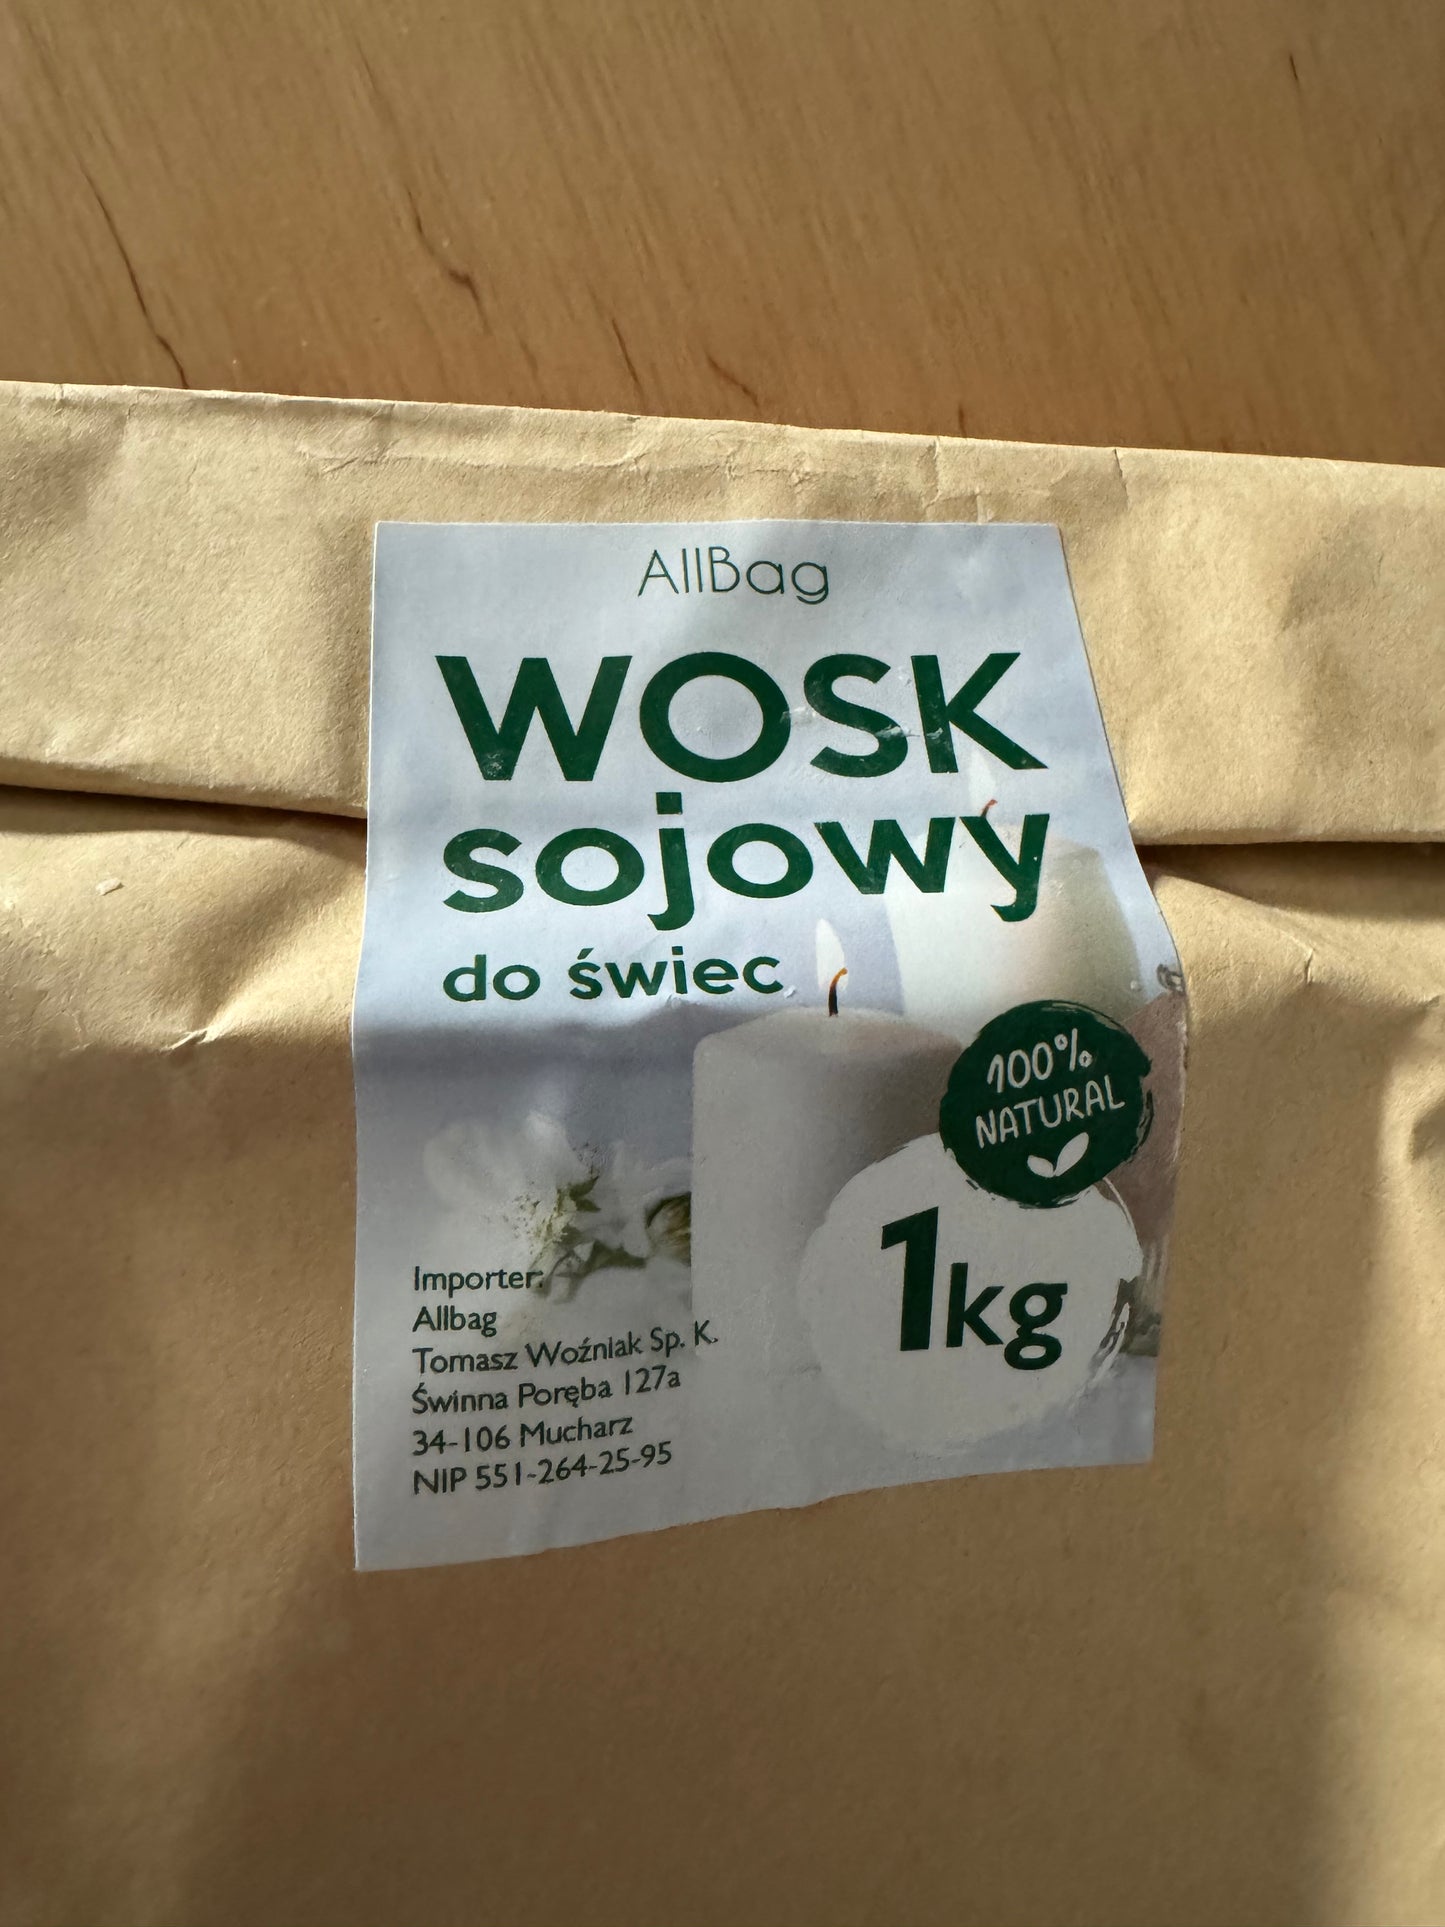 AllBag
WOSK
sojowy
do świec
100%
NATURAL
1kg
Importer:
Allbag
Tomasz Woźniak Sp. K.
Świnna Poręba 127a
34-106 Mucharz
NIP 551-264-25-95